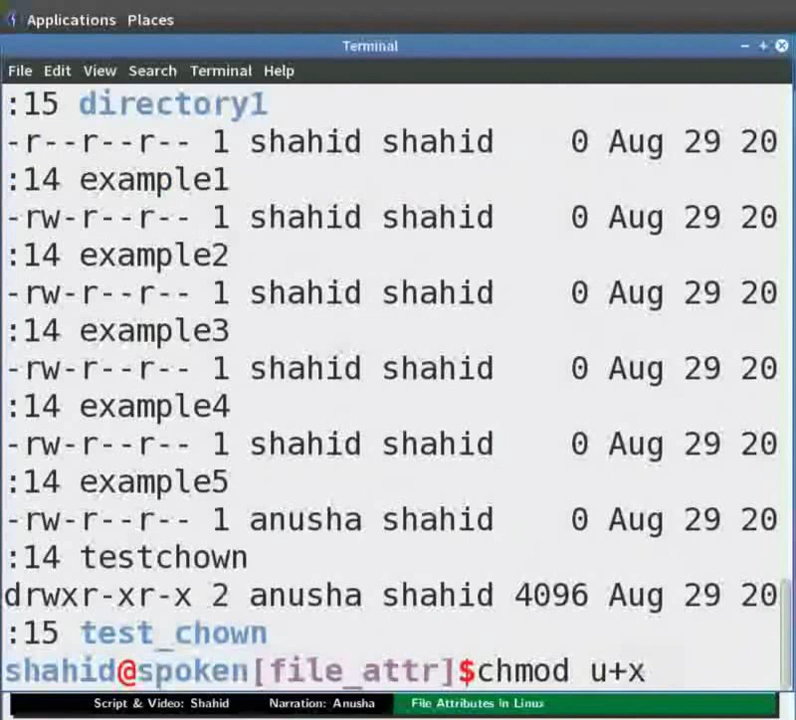 Applications Places
Terminal
File Edit View Search Terminal Help
:15 directory1
-r--r--r-- 1 shahid shahid    0 Aug 29 20
:14 example1
-rw-r--r-- 1 shahid shahid    0 Aug 29 20
:14 example2
-rw-r--r-- 1 shahid shahid    0 Aug 29 20
:14 example3
-rw-r--r-- 1 shahid shahid    0 Aug 29 20
:14 example4
-rw-r--r-- 1 shahid shahid    0 Aug 29 20
:14 example5
-rw-r--r-- 1 anusha shahid    0 Aug 29 20
:14 testchown
drwxr-xr-x 2 anusha shahid 4096 Aug 29 20
:15 test_chown
shahid@spoken[file_attr]$chmod u+x
Script & Video: Shahid Narration: Anusha File Attributes in Linux